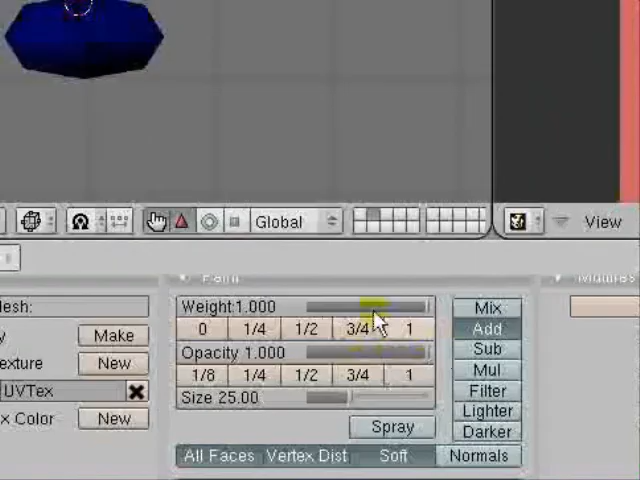 Global
View
Paint
Multires
esh:
Weight:1.000
Mix
y Make
0 1/4 1/2 3/4 1
Add
Opacity 1.000
Sub
exture New
1/8 1/4 1/2 3/4 1
Mul
UVTex
Size 25.00
Filter
x Color New
Lighter
Spray
Darker
All Faces Vertex Dist Soft Normals